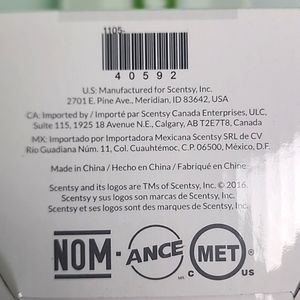 1105-
40592
U.S: Manufactured for Scentsy, Inc.
2701 E. Pine Ave., Meridian, ID 83642, USA
CA: Imported by / Importé par Scentsy Canada Enterprises, ULC,
Suite 115, 1925 18 Avenue N.E., Calgary, AB T2E7T8, Canada
MX: Importado por Importadora Mexicana Scentsy SRL de CV
Río Guadiana Núm. 11, Col. Cuauhtémoc, C.P. 06500, México, D.F.
Made in China / Hecho en China / Fabriqué en Chine
Scentsy and its logos are TMs of Scentsy, Inc. © 2016.
Scentsy y sus logos son marcas de Scentsy, Inc.
Scentsy et ses logos sont des marques de Scentsy, Inc.
NOM-ANCE
MET
C US